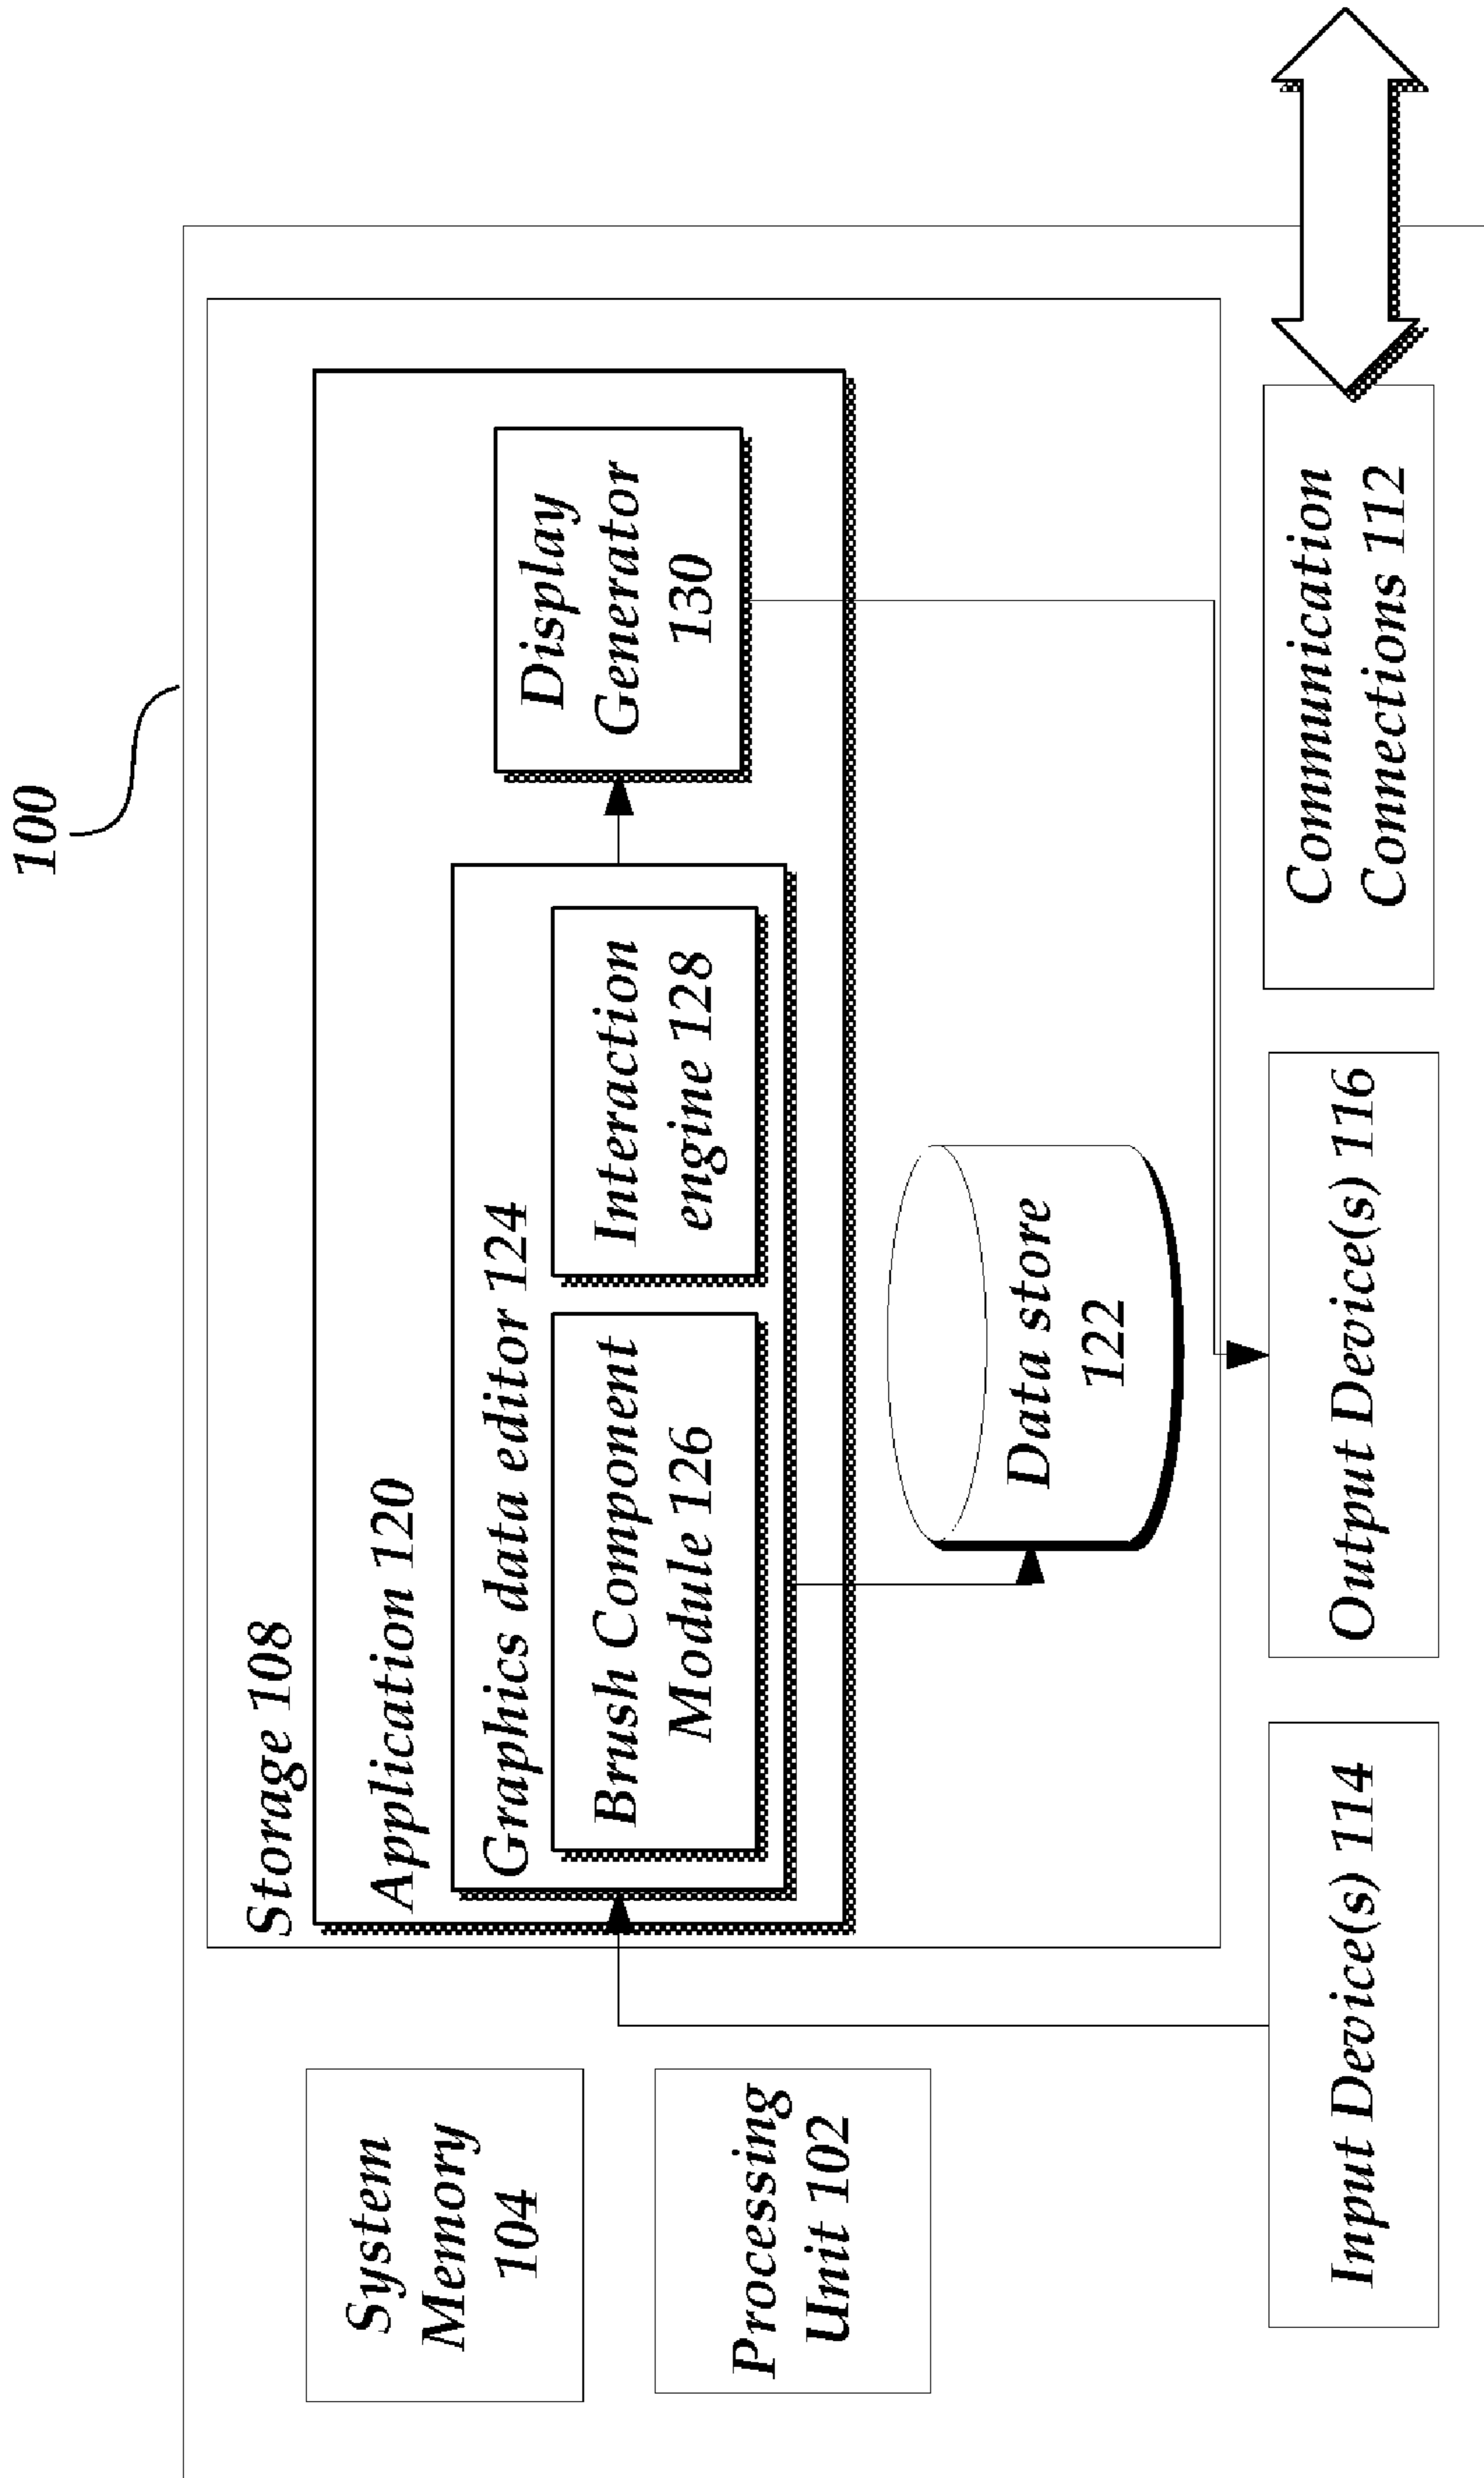 100
Storage 108
Application 120
Graphics data editor 124
Brush Component
Module 126
Interaction
engine 128
Display
Generator
130
System
Memory
104
Processing
Unit 102
Data store
122
Input Device(s) 114
Output Device(s) 116
Communication
Connections 112